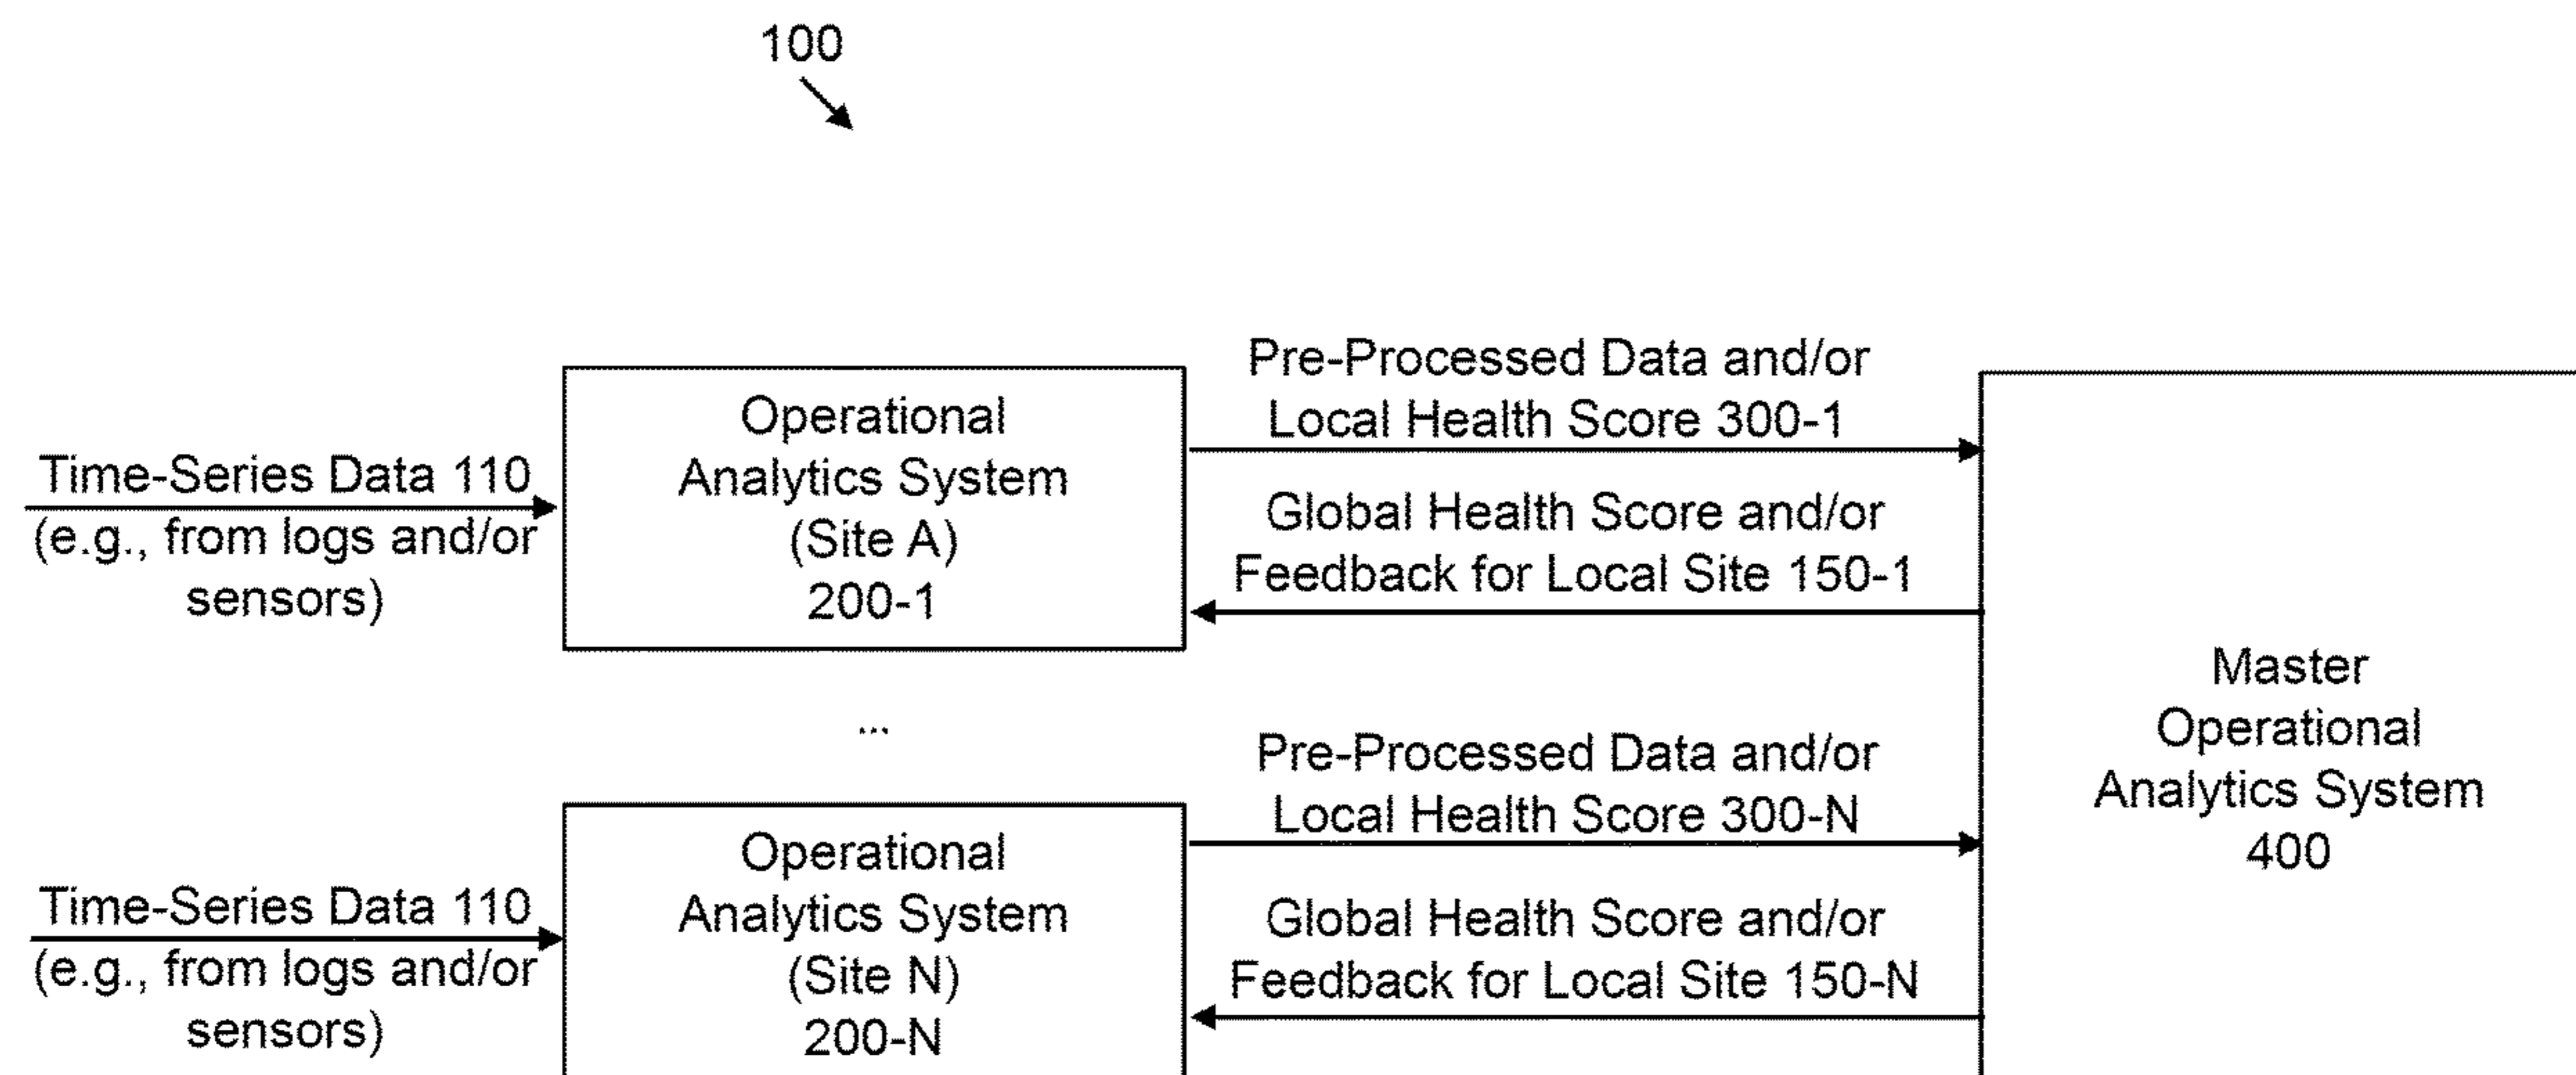 100
Time-Series Data 110
(e.g., from logs and/or
sensors)
Operational
Analytics System
(Site A)
200-1
Pre-Processed Data and/or
Local Health Score 300-1
Global Health Score and/or
Feedback for Local Site 150-1
...
Time-Series Data 110
(e.g., from logs and/or
sensors)
Operational
Analytics System
(Site N)
200-N
Pre-Processed Data and/or
Local Health Score 300-N
Global Health Score and/or
Feedback for Local Site 150-N
Master
Operational
Analytics System
400